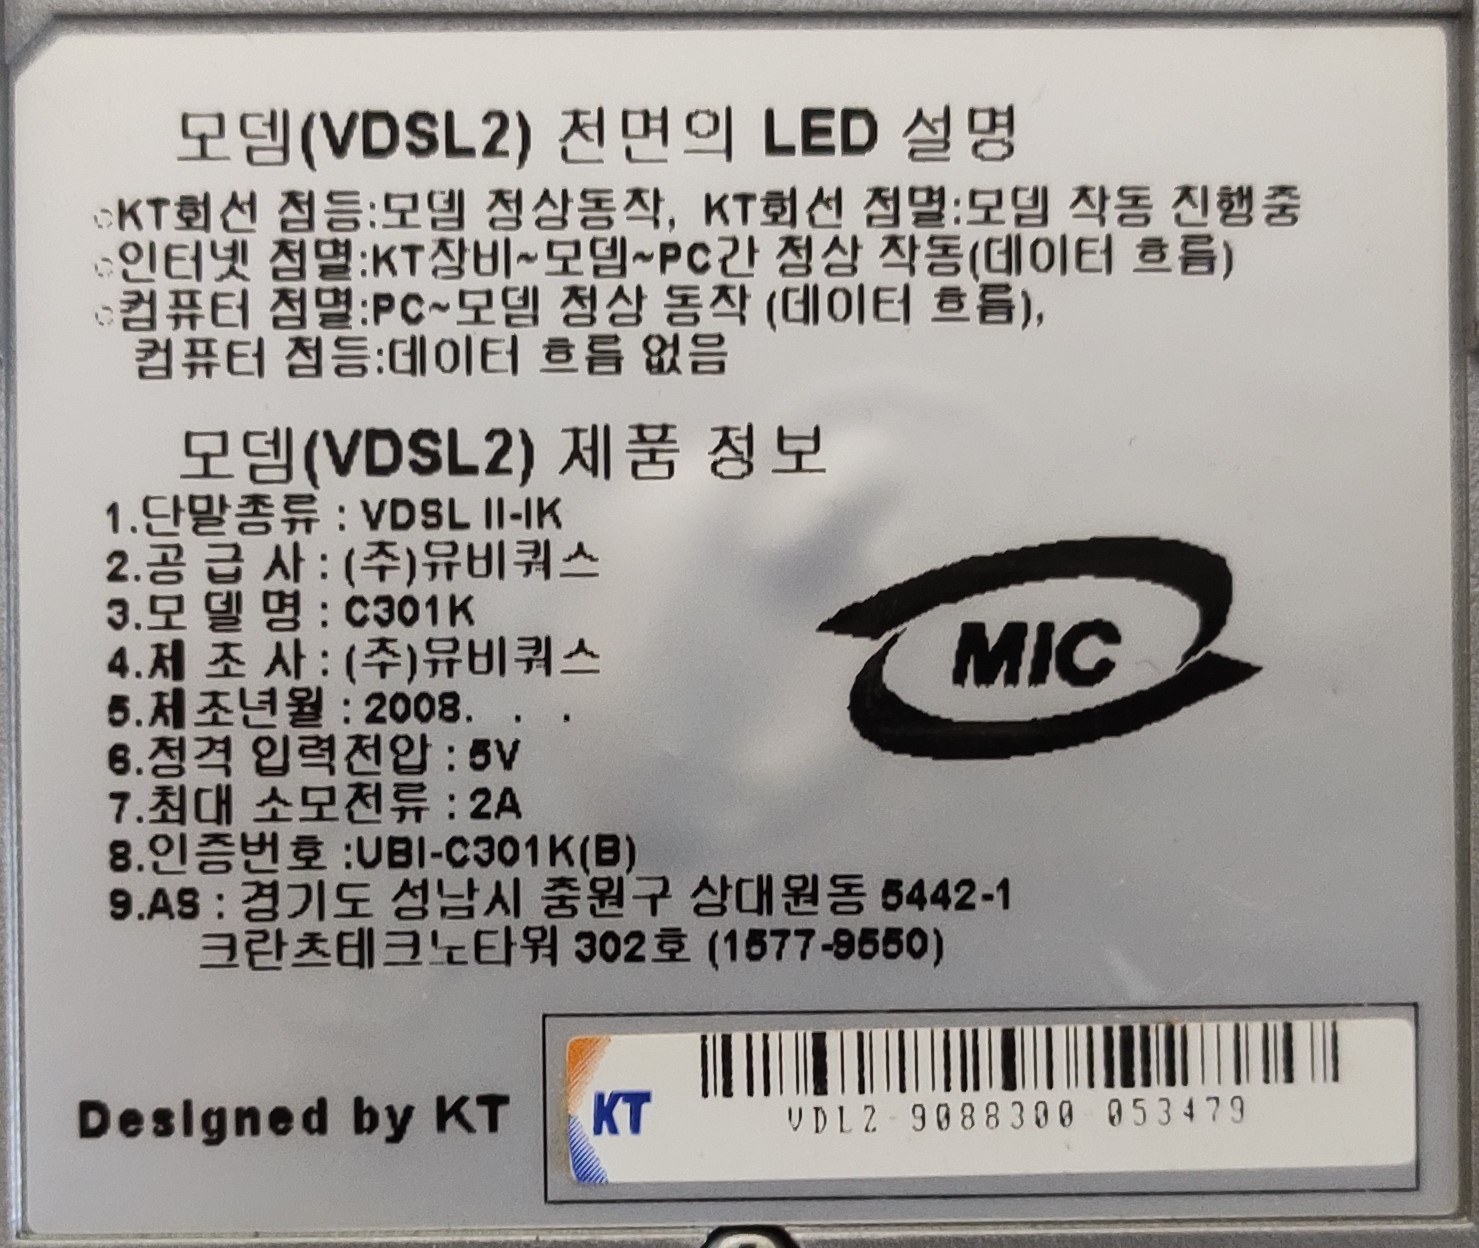 모뎀(VDSL2) 전면의 LED 설명
○KT회선 점등:모뎀 정상동작, KT회선 점멸:모뎀 작동 진행중
○인터넷 점멸:KT장비~모뎀~PC간 정상 작동(데이터 흐름)
○컴퓨터 점멸:PC~모뎀 정상 동작 (데이터 흐름),
컴퓨터 점등:데이터 흐름 없음
모뎀(VDSL2) 제품 정보
1.단말종류 : VDSL II-IK
2.공 급 사 : (주)유비쿼스
3.모 델 명 : C301K
4.제 조 사 : (주)유비쿼스
5.제조년월 : 2008. . .
6.정격 입력전압 : 5V
7.최대 소모전류 : 2A
8.인증번호 :UBI-C301K(B)
9.AS : 경기도 성남시 중원구 상대원동 5442-1
크란츠테크노타워 302호 (1577-9550)
MIC
Designed by KT
KT
VDL2-9088300-053479